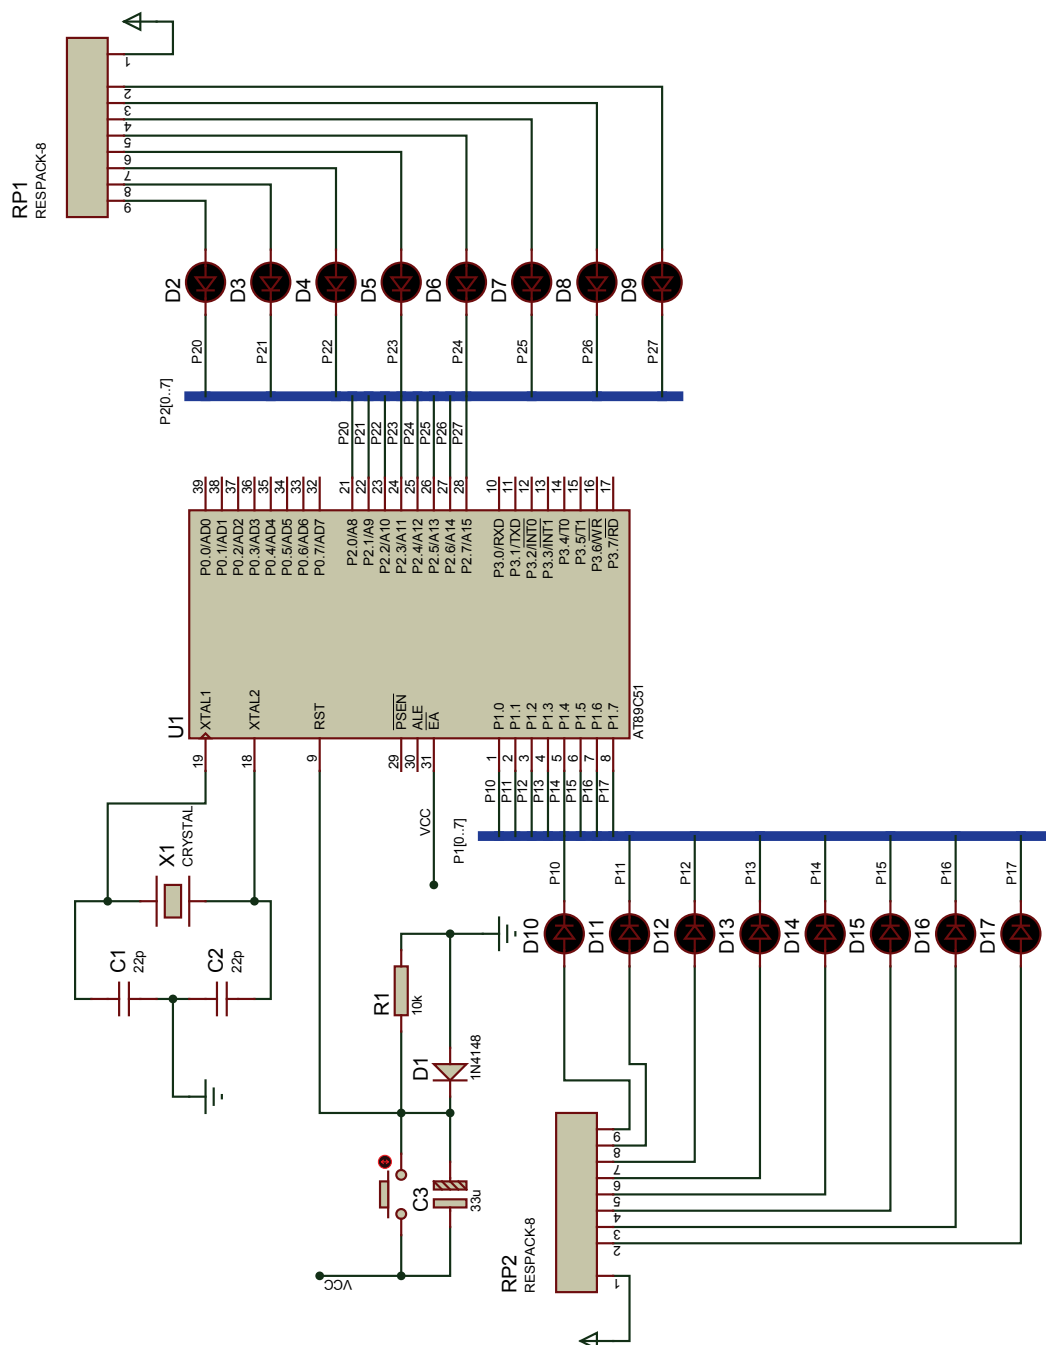 RP1
RESPACK-8
1
2
3
4
5
6
7
8
9
D2
D3
D4
D5
D6
D7
D8
D9
P20
P21
P22
P23
P24
P25
P26
P27
P2[0..7]
P20
P21
P22
P23
P24
P25
P26
P27
39
38
37
36
35
34
33
32
21
22
23
24
25
26
27
28
10
11
12
13
14
15
16
17
P0.0/AD0
P0.1/AD1
P0.2/AD2
P0.3/AD3
P0.4/AD4
P0.5/AD5
P0.6/AD6
P0.7/AD7
P2.0/A8
P2.1/A9
P2.2/A10
P2.3/A11
P2.4/A12
P2.5/A13
P2.6/A14
P2.7/A15
P3.0/RXD
P3.1/TXD
P3.2/INT0
P3.3/INT1
P3.4/T0
P3.5/T1
P3.6/WR
P3.7/RD
U1
XTAL1
XTAL2
RST
PSEN
ALE
EA
P1.0
P1.1
P1.2
P1.3
P1.4
P1.5
P1.6
P1.7
AT89C51
19
18
9
29
30
31
1
2
3
4
5
6
7
8
P10
P11
P12
P13
P14
P15
P16
P17
VCC
P1[0..7]
X1
CRYSTAL
C1
22p
C2
22p
P10
P11
P12
P13
P14
P15
P16
P17
D10
D11
D12
D13
D14
D15
D16
D17
R1
10k
D1
1N4148
C3
33u
VCC
RP2
RESPACK-8
9
8
7
6
5
4
3
2
1